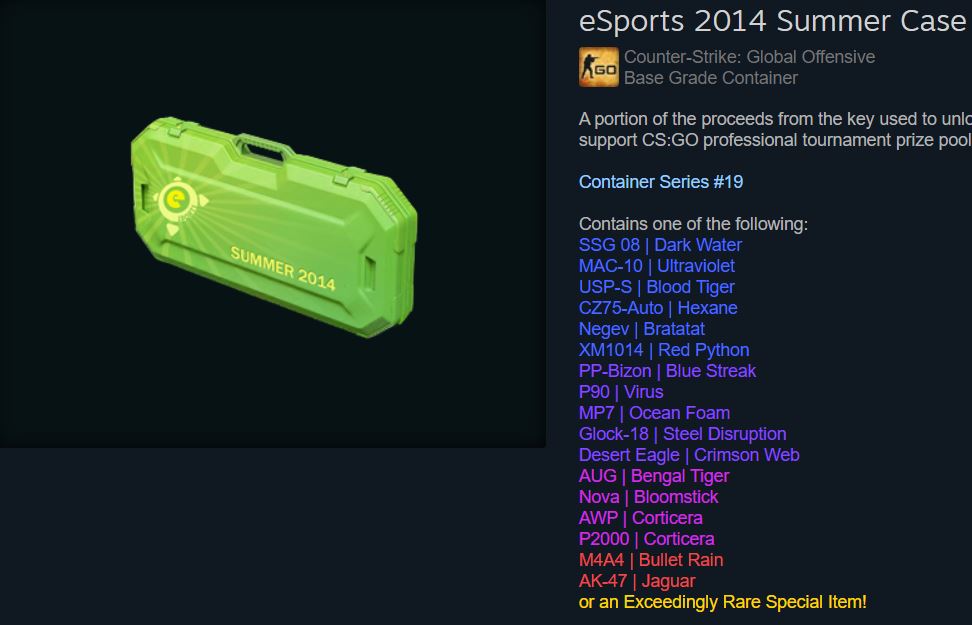 eSports 2014 Summer Case
GO
Counter-Strike: Global Offensive
Base Grade Container
A portion of the proceeds from the key used to
support CS:GO professional tournament prize
Container Series #19
Contains one of the following:
SSG 08 | Dark Water
MAC-10 | Ultraviolet
USP-S | Blood Tiger
CZ75-Auto | Hexane
Negev | Bratatat
XM1014 | Red Python
PP-Bizon | Blue Streak
P90 | Virus
MP7 | Ocean Foam
Glock-18 | Steel Disruption
Desert Eagle | Crimson Web
AUG | Bengal Tiger
Nova | Bloomstick
AWP | Corticera
P2000 | Corticera
M4A4 | Bullet Rain
AK-47 | Jaguar
or an Exceedingly Rare Special Item!
e
SUMMER 2014